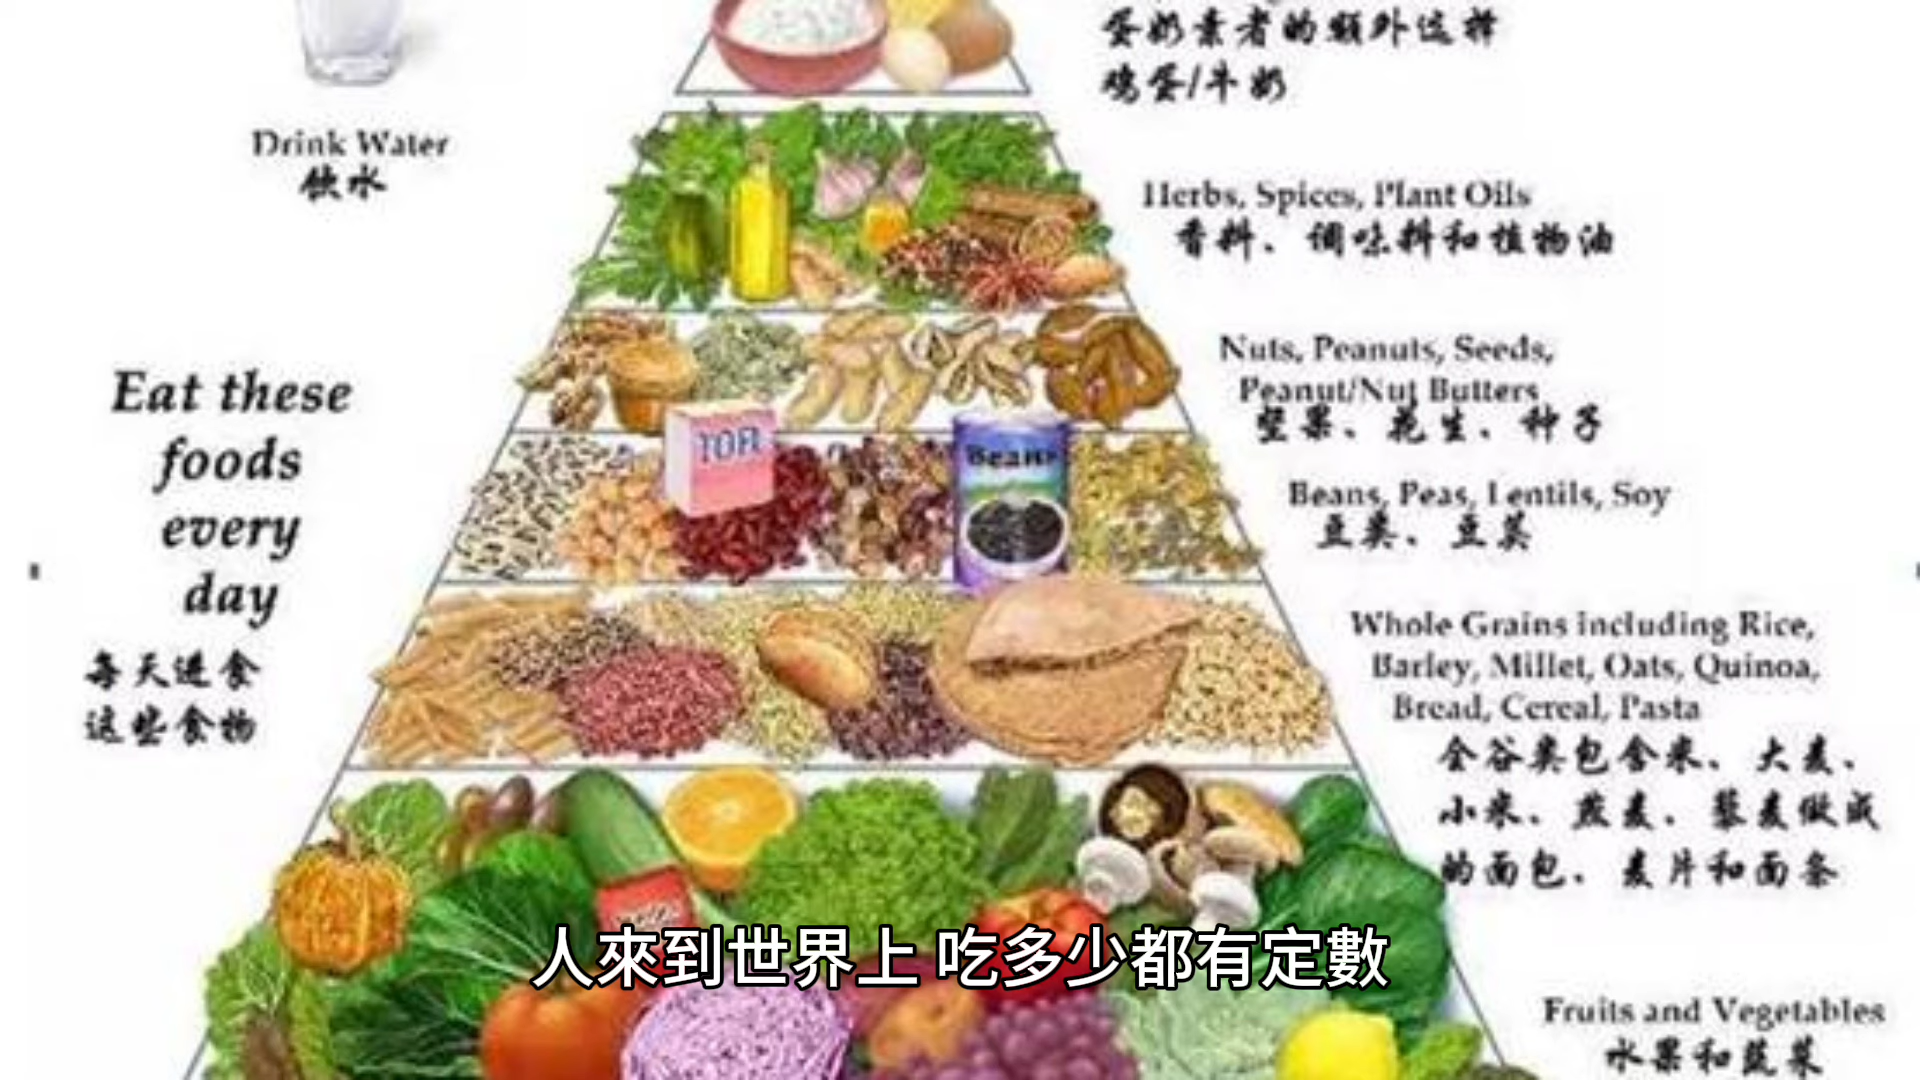 蛋奶素者的额外选择
鸡蛋/牛奶
Drink Water
饮水
Herbs, Spices, Plant Oils
香料、调味料和植物油
Nuts, Peanuts, Seeds,
Peanut/Nut Butters
坚果、花生、种子
Eat these
foods
every
day
每天进食
这些食物
TOFU
Beans
Beans, Peas, Lentils, Soy
豆类、豆荚
Whole Grains including Rice,
Barley, Millet, Oats, Quinoa,
Bread, Cereal, Pasta
全谷类包含米、大麦、
小米、燕麦、藜麦做成
的面包、麦片和面条
人來到世界上 吃多少都有定數
Fruits and Vegetables
水果和蔬菜